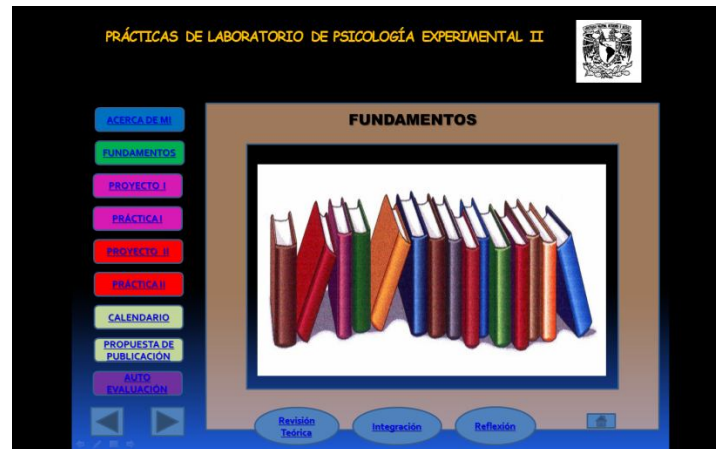 PRÁCTICAS DE LABORATORIO DE PSICOLOGÍA EXPERIMENTAL II
ACERCA DE MI
FUNDAMENTOS
PROYECTO I
PRÁCTICA I
PROYECTO II
PRÁCTICA II
CALENDARIO
PROPUESTA DE
PUBLICACIÓN
AUTO
EVALUACIÓN
FUNDAMENTOS
Revisión
Teórica
Integración
Reflexión